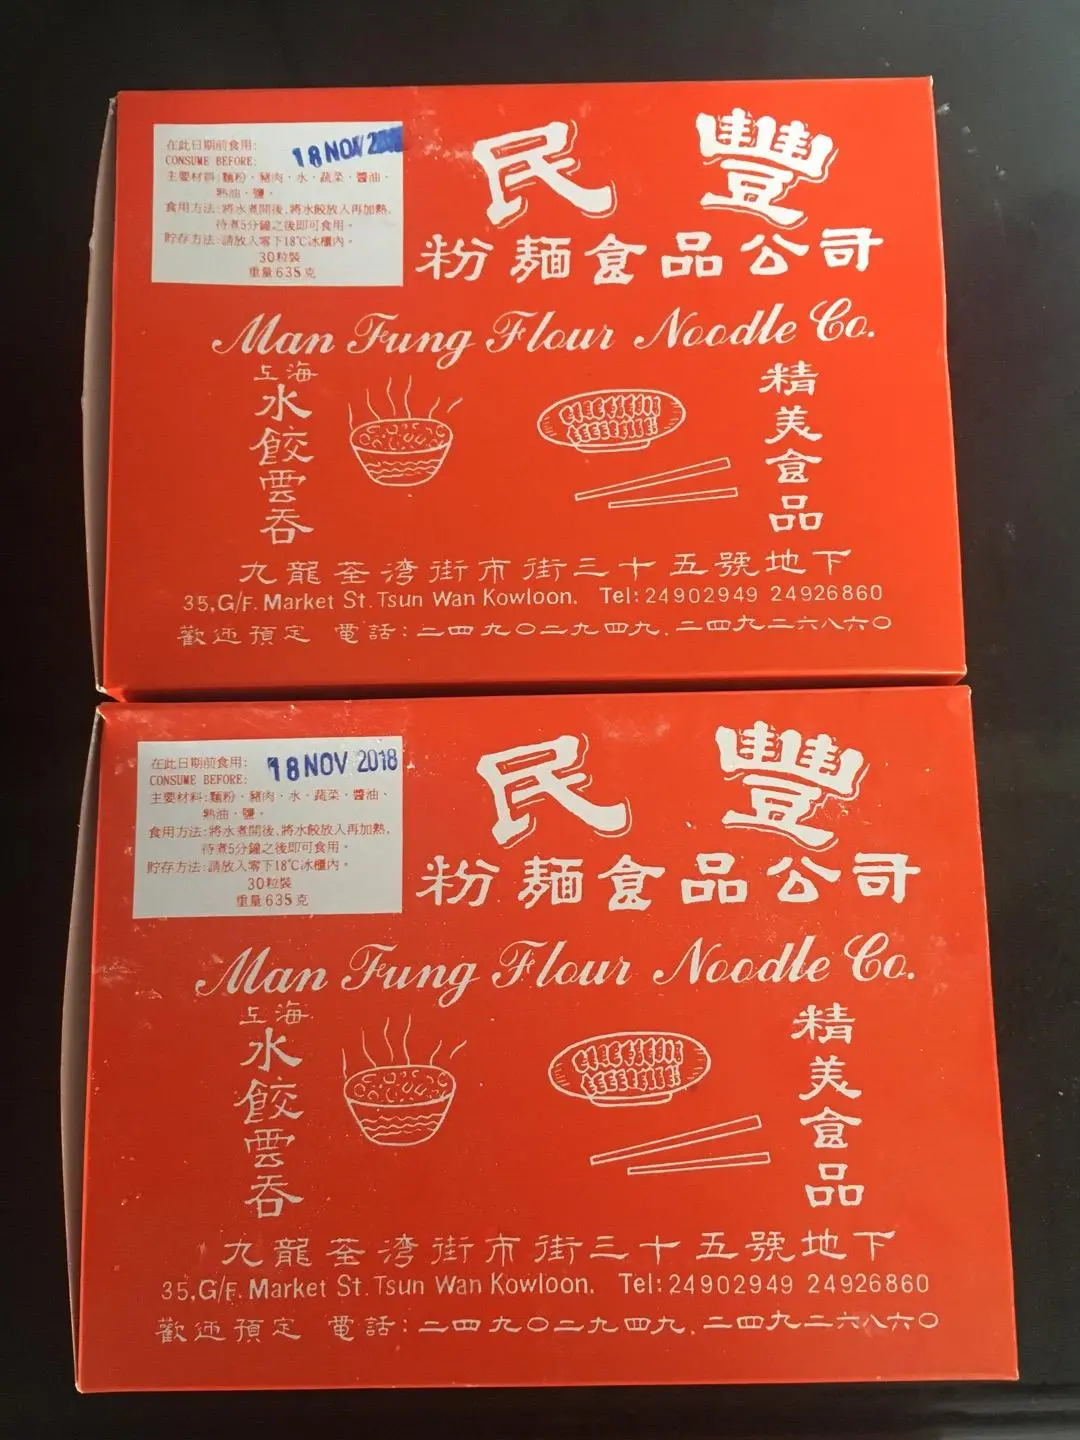 在此日期前食用:
CONSUME BEFORE: 18 NOV 2018
主要材料:麵粉、豬肉、水、蔬菜、醬油、
熟油、鹽。
食用方法:將水煮開後,將水餃放入再加熱,
待煮5分鐘之後即可食用。
貯存方法:請放入零下18℃冰櫃內。
30粒裝
重量635克
民豐
粉麵食品公司
Man Fung Flour Noodle Co.
上海
水餃雲吞
精美食品
九龍荃湾街市街三十五號地下
35,G/F. Market St. Tsun Wan Kowloon. Tel: 24902949 24926860
歡迎預定 電話:二四九〇二九四九.二四九二六八六〇
在此日期前食用:
CONSUME BEFORE: 18 NOV 2018
主要材料:麵粉、豬肉、水、蔬菜、醬油、
熟油、鹽。
食用方法:將水煮開後,將水餃放入再加熱,
待煮5分鐘之後即可食用。
貯存方法:請放入零下18℃冰櫃內。
30粒裝
重量635克
民豐
粉麵食品公司
Man Fung Flour Noodle Co.
上海
水餃雲吞
精美食品
九龍荃湾街市街三十五號地下
35,G/F. Market St. Tsun Wan Kowloon. Tel: 24902949 24926860
歡迎預定 電話:二四九〇二九四九.二四九二六八六〇